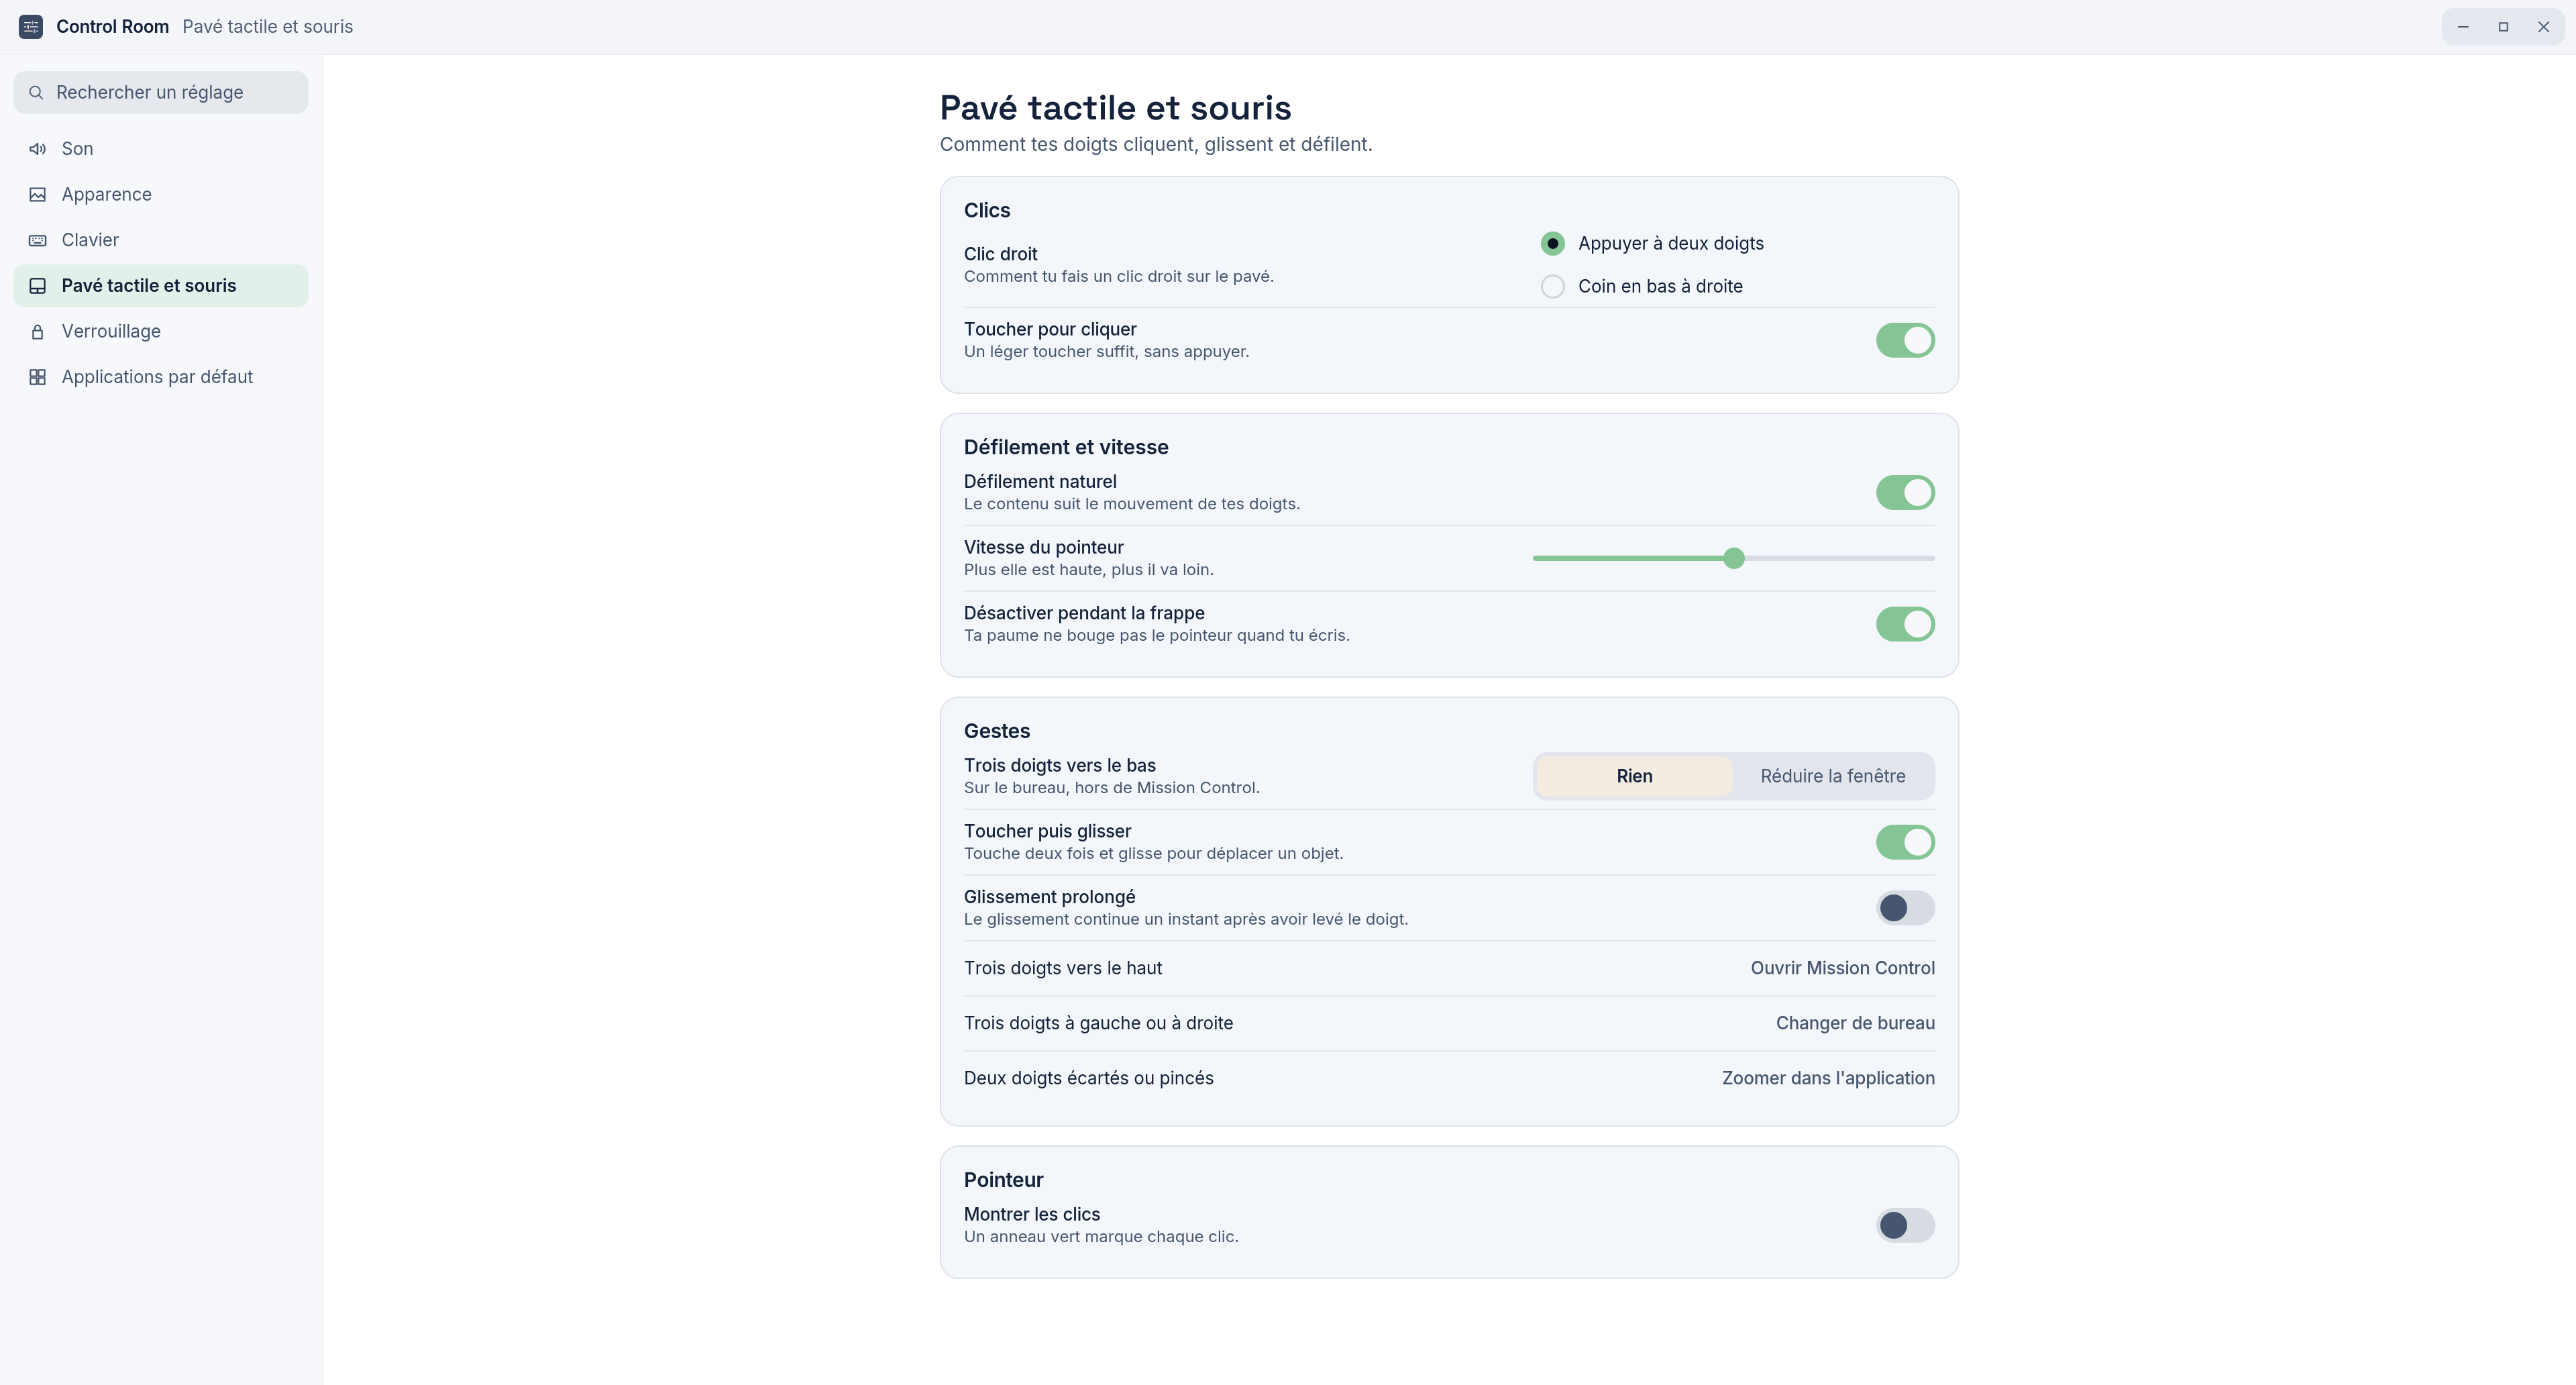 Control Room Pavé tactile et souris
Rechercher un réglage
Son
Apparence
Clavier
Pavé tactile et souris
Verrouillage
Applications par défaut
Pavé tactile et souris
Comment tes doigts cliquent, glissent et défilent.
Clics
Clic droit
Comment tu fais un clic droit sur le pavé.
Appuyer à deux doigts
Coin en bas à droite
Toucher pour cliquer
Un léger toucher suffit, sans appuyer.
Défilement et vitesse
Défilement naturel
Le contenu suit le mouvement de tes doigts.
Vitesse du pointeur
Plus elle est haute, plus il va loin.
Désactiver pendant la frappe
Ta paume ne bouge pas le pointeur quand tu écris.
Gestes
Trois doigts vers le bas
Sur le bureau, hors de Mission Control.
Rien
Réduire la fenêtre
Toucher puis glisser
Touche deux fois et glisse pour déplacer un objet.
Glissement prolongé
Le glissement continue un instant après avoir levé le doigt.
Trois doigts vers le haut
Ouvrir Mission Control
Trois doigts à gauche ou à droite
Changer de bureau
Deux doigts écartés ou pincés
Zoomer dans l'application
Pointeur
Montrer les clics
Un anneau vert marque chaque clic.